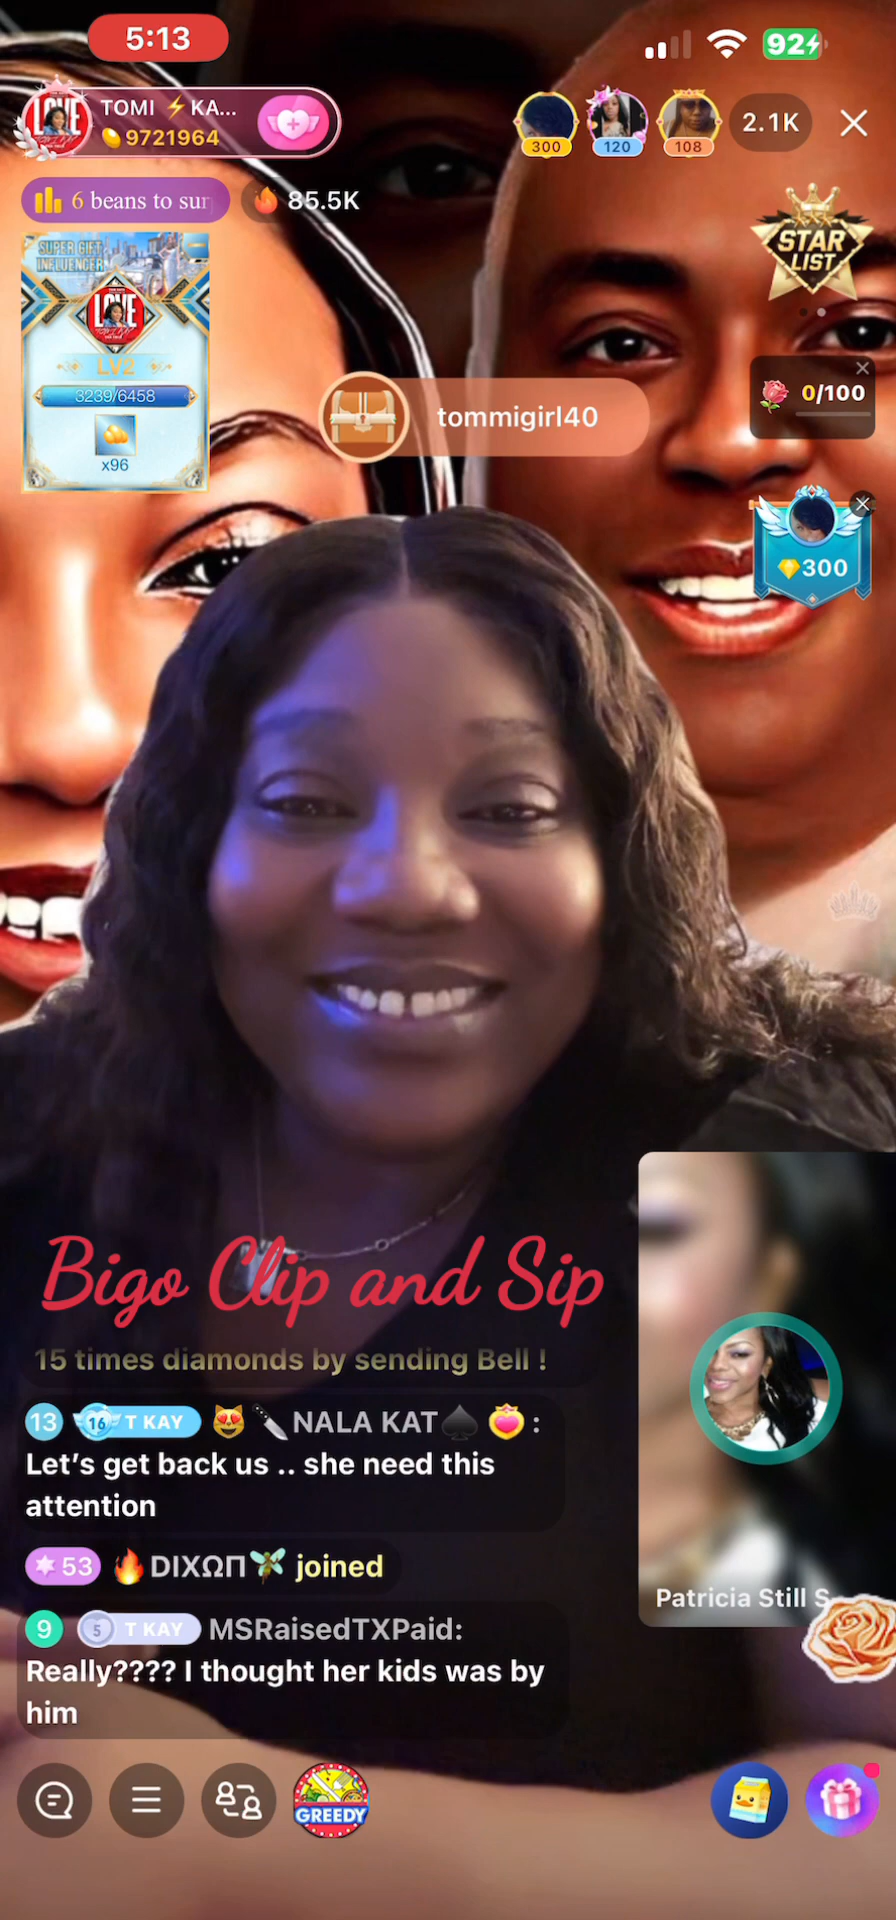 5:13
92
TOMI ⚡KA...
9721964
300
120
108
2.1K
6 beans to sur
85.5K
STAR
LIST
SUPER GIFT
INFLUENCER
LOVE
LV2
3239/6458
x96
tommigirl40
0/100
300
Bigo Clip and Sip
15 times diamonds by sending Bell !
13 16 T KAY 😻 🔪NALA KAT♠️ :
Let's get back us .. she need this
attention
53 🔥DIXΩΠ joined
9 5 T KAY MSRaisedTXPaid:
Really???? I thought her kids was by
him
Patricia Still S
GREEDY